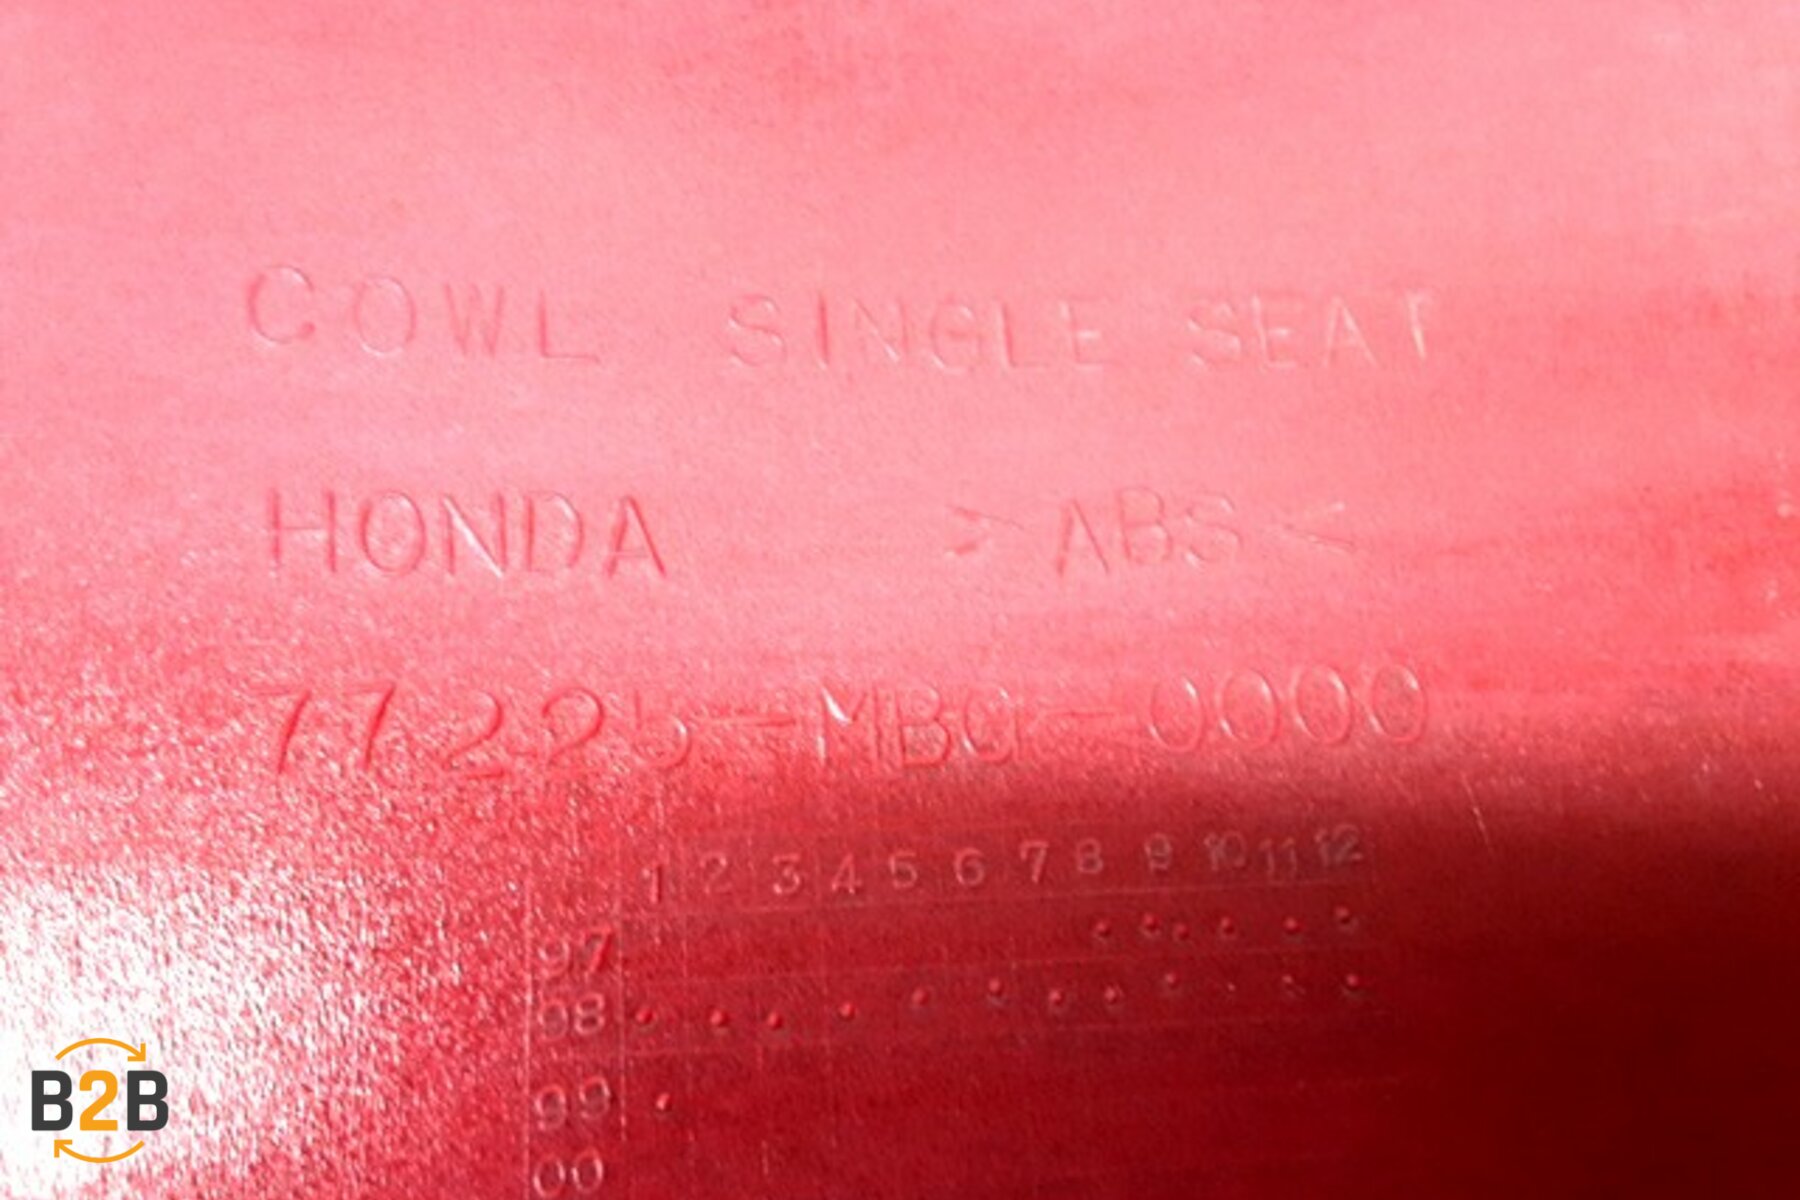 COWL SINGLE SEAT
HONDA >ABS<
77225-MBG-0000
1 2 3 4 5 6 7 8 9 10 11 12
97
98
99
00
B2B